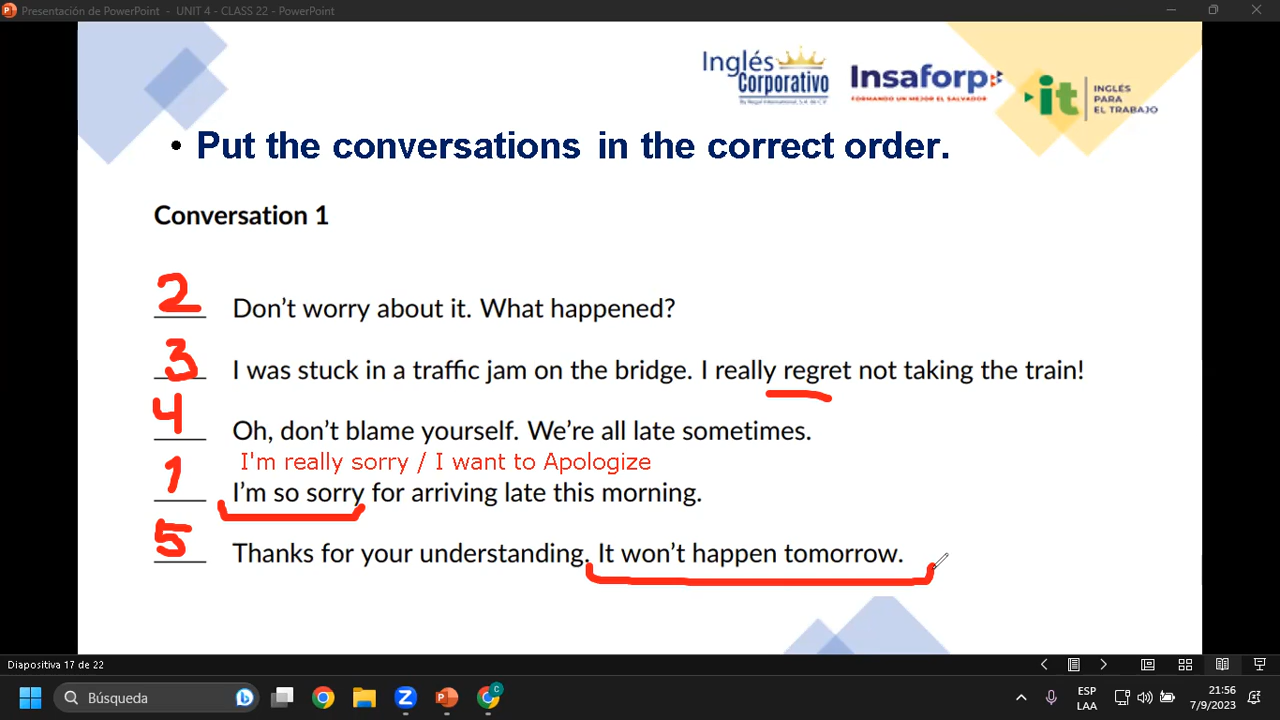 Presentación de PowerPoint - UNIT 4 - CLASS 22 - PowerPoint
Inglés Corporativo
By Regal International, S.A. de C.V.
Insaforp
FORMANDO UN MEJOR EL SALVADOR
it INGLÉS PARA EL TRABAJO
• Put the conversations in the correct order.
Conversation 1
2 Don't worry about it. What happened?
3 I was stuck in a traffic jam on the bridge. I really regret not taking the train!
4 Oh, don't blame yourself. We're all late sometimes.
I'm really sorry / I want to Apologize
1 I'm so sorry for arriving late this morning.
5 Thanks for your understanding. It won't happen tomorrow.
Diapositiva 17 de 22
Búsqueda
C
ESP
LAA
21:56
7/9/2023